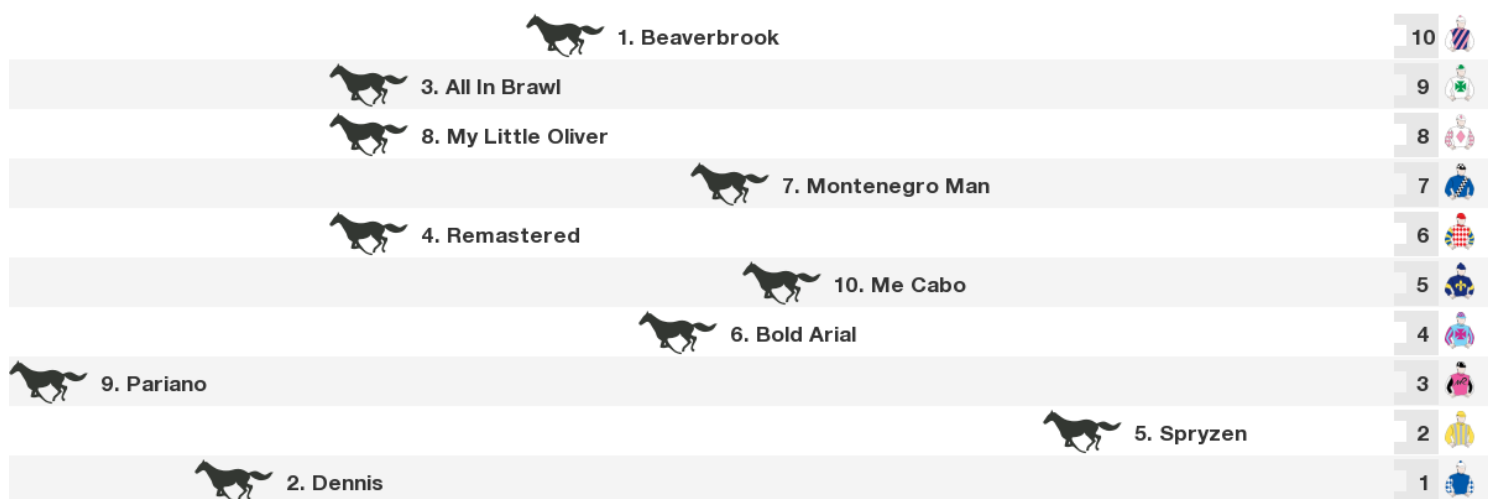 1. Beaverbrook 10
3. All In Brawl 9
8. My Little Oliver 8
7. Montenegro Man 7
4. Remastered 6
10. Me Cabo 5
6. Bold Arial 4
9. Pariano 3
5. Spryzen 2
2. Dennis 1